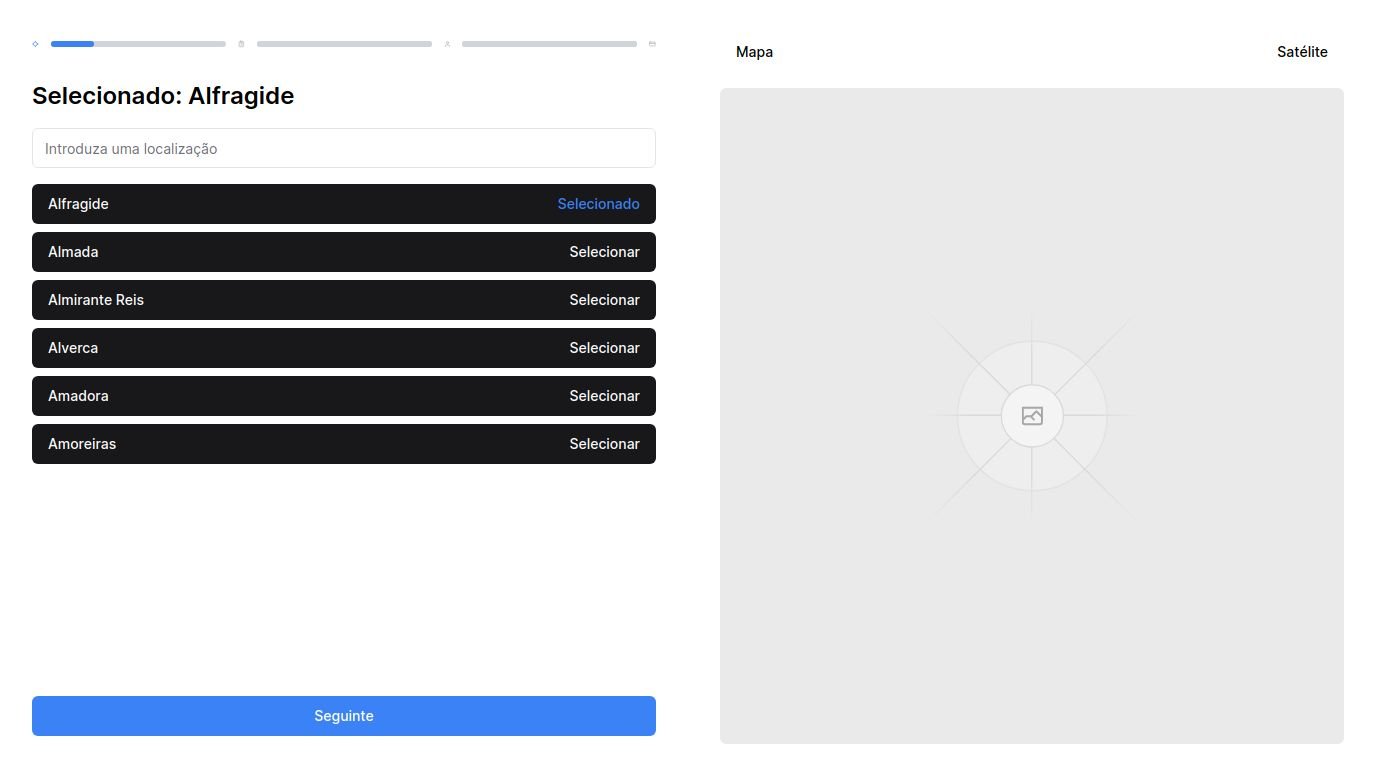 Selecionado: Alfragide
Introduza uma localização
Alfragide Selecionado
Almada Selecionar
Almirante Reis Selecionar
Alverca Selecionar
Amadora Selecionar
Amoreiras Selecionar
Seguinte
Mapa Satélite